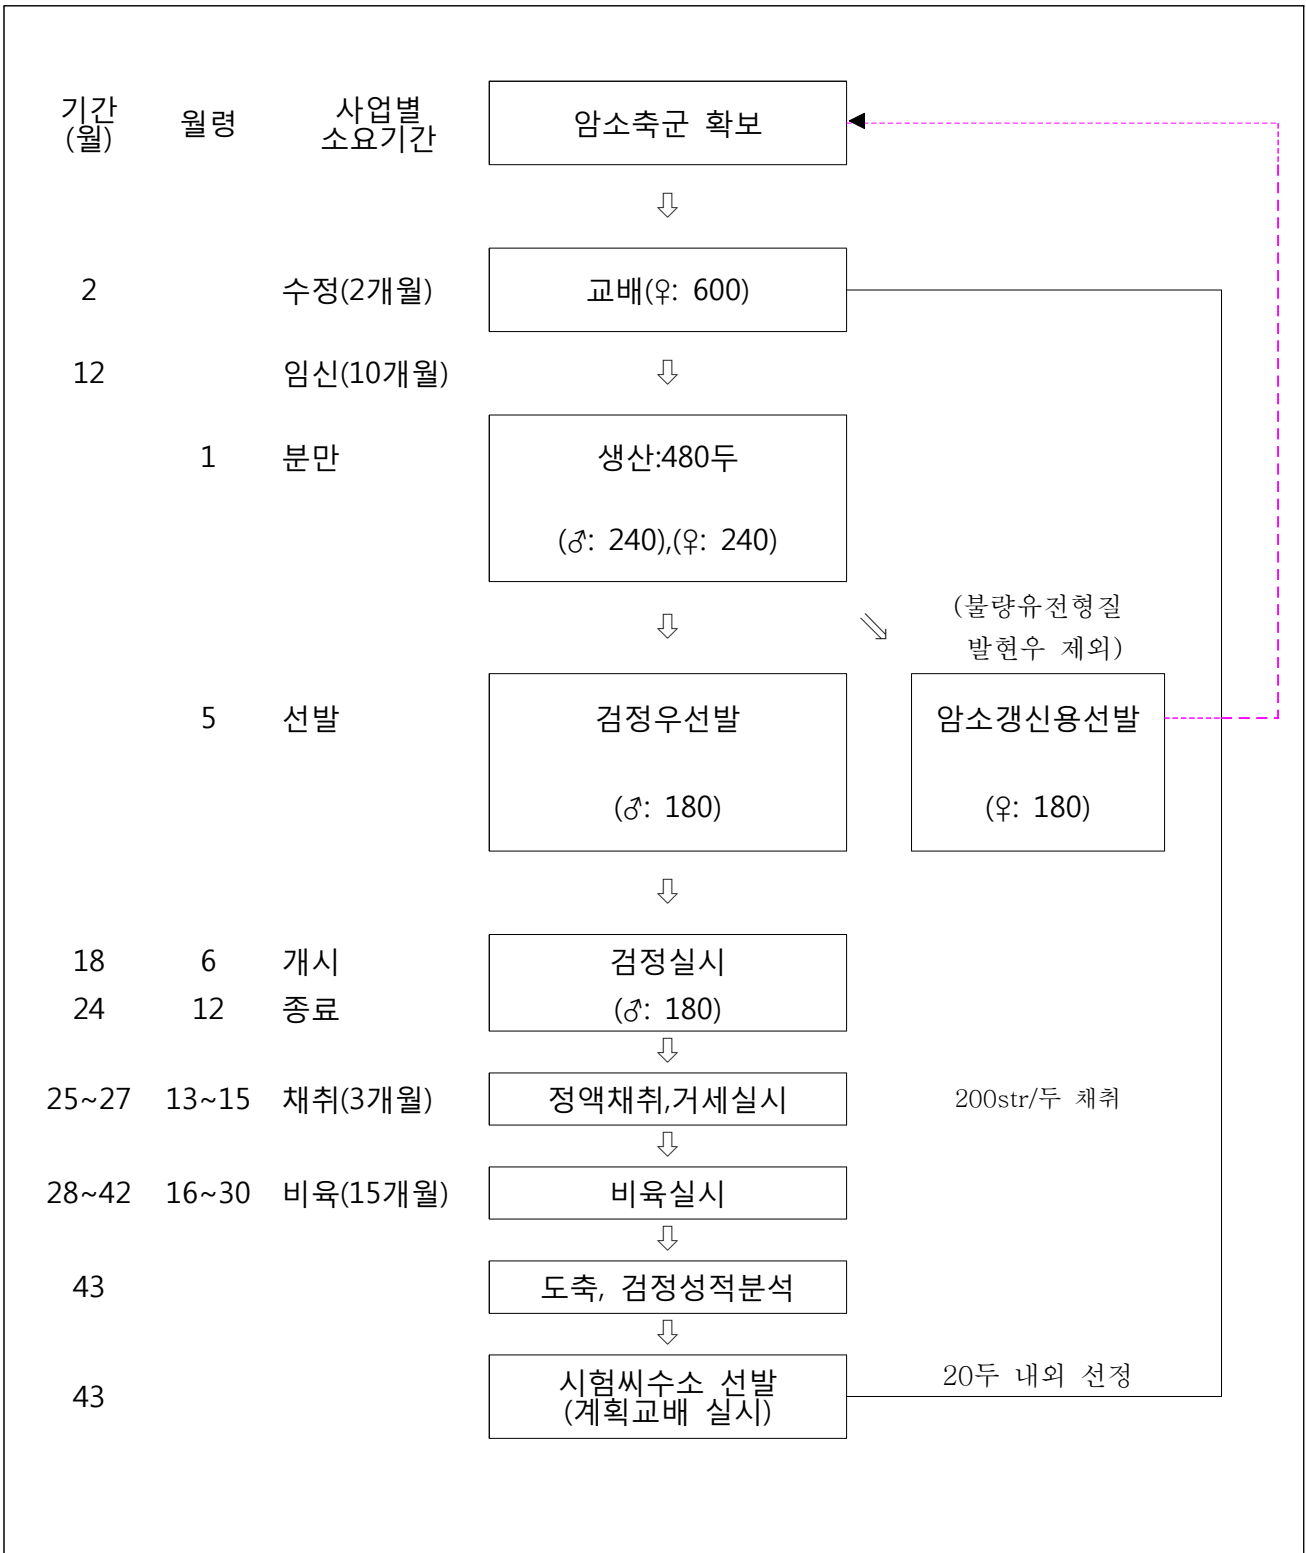 기간
(월)
월령
사업별
소요기간
암소축군 확보
2
수정(2개월)
교배(♀: 600)
12
임신(10개월)
1
분만
생산:480두
(♂: 240),(♀: 240)
(불량유전형질
발현우 제외)
5
선발
검정우선발
(♂: 180)
암소갱신용선발
(♀: 180)
18
6
개시
검정실시
24
12
종료
(♂: 180)
25~27
13~15
채취(3개월)
정액채취,거세실시
200str/두 채취
28~42
16~30
비육(15개월)
비육실시
43
도축, 검정성적분석
43
시험씨수소 선발
(계획교배 실시)
20두 내외 선정